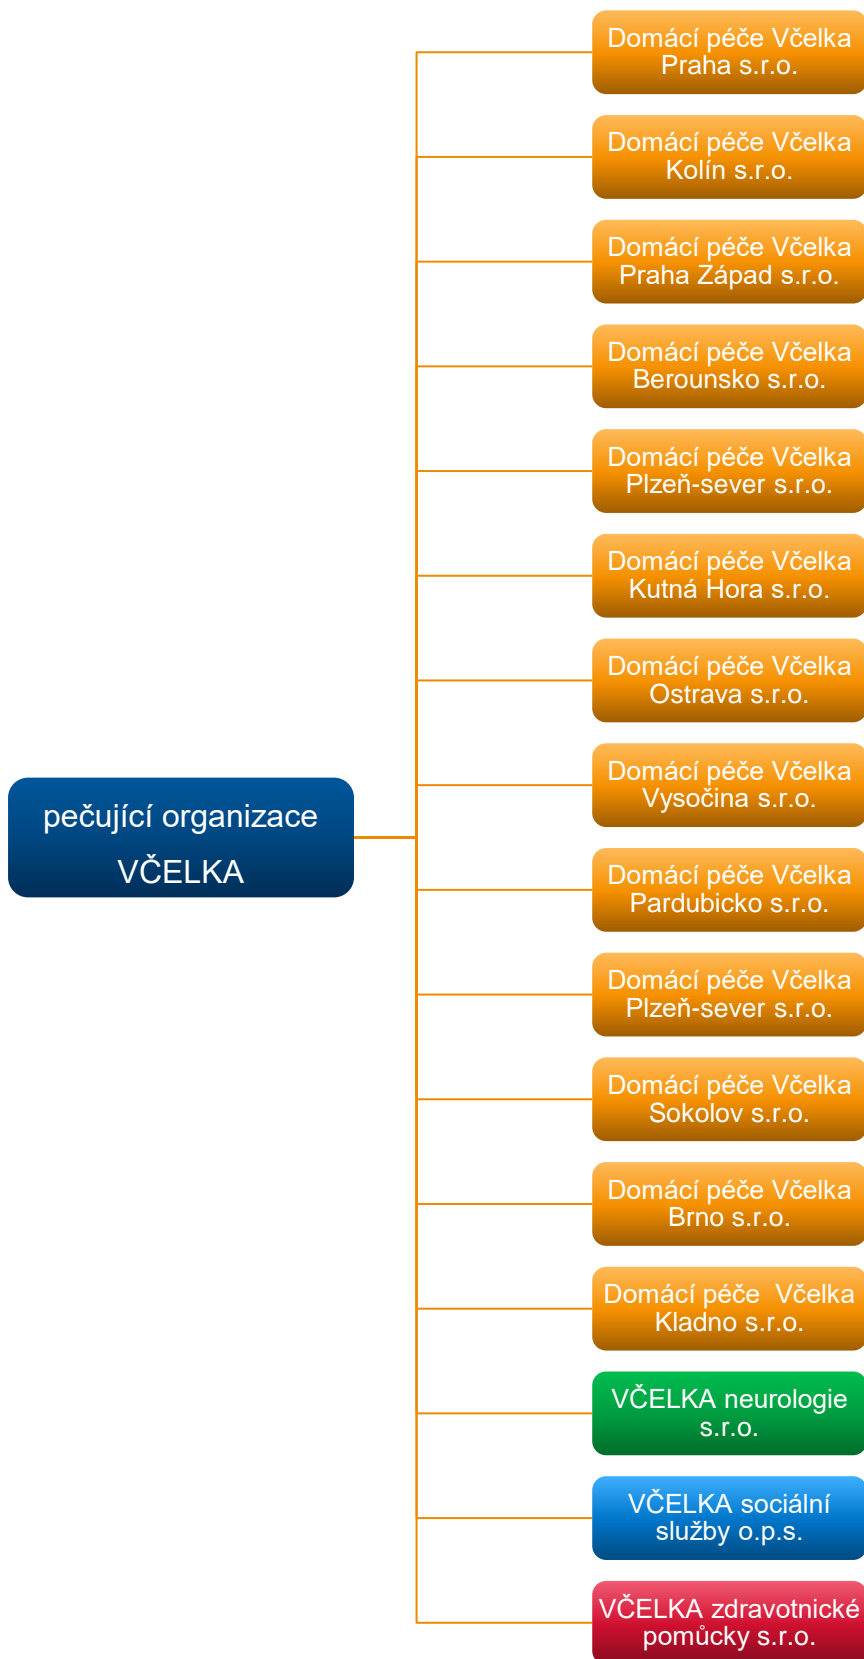 Domácí péče Včelka
Praha s.r.o.
Domácí péče Včelka
Kolín s.r.o.
Domácí péče Včelka
Praha Západ s.r.o.
Domácí péče Včelka
Berounsko s.r.o.
Domácí péče Včelka
Plzeň-sever s.r.o.
Domácí péče Včelka
Kutná Hora s.r.o.
Domácí péče Včelka
Ostrava s.r.o.
pečující organizace
VČELKA
Domácí péče Včelka
Vysočina s.r.o.
Domácí péče Včelka
Pardubicko s.r.o.
Domácí péče Včelka
Plzeň-sever s.r.o.
Domácí péče Včelka
Sokolov s.r.o.
Domácí péče Včelka
Brno s.r.o.
Domácí péče  Včelka
Kladno s.r.o.
VČELKA neurologie
s.r.o.
VČELKA sociální
služby o.p.s.
VČELKA zdravotnické
pomůcky s.r.o.